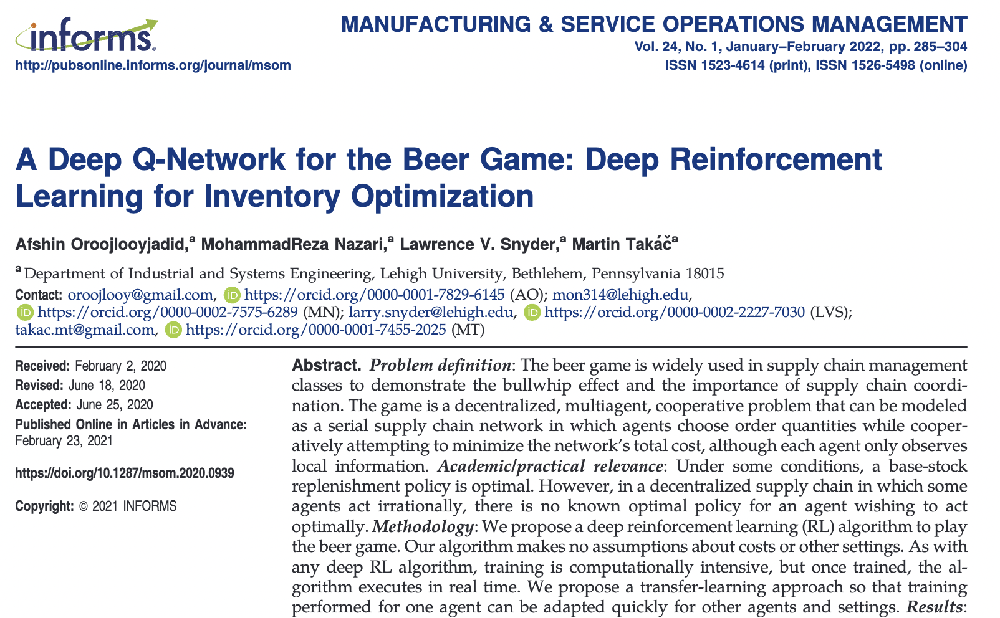 informs®
http://pubsonline.informs.org/journal/msom
MANUFACTURING & SERVICE OPERATIONS MANAGEMENT
Vol. 24, No. 1, January–February 2022, pp. 285–304
ISSN 1523-4614 (print), ISSN 1526-5498 (online)
A Deep Q-Network for the Beer Game: Deep Reinforcement
Learning for Inventory Optimization
Afshin Oroojlooyjadid,ᵃ MohammadReza Nazari,ᵃ Lawrence V. Snyder,ᵃ Martin Takáčᵃ
ᵃ Department of Industrial and Systems Engineering, Lehigh University, Bethlehem, Pennsylvania 18015
Contact: oroojlooy@gmail.com, iD https://orcid.org/0000-0001-7829-6145 (AO); mon314@lehigh.edu,
iD https://orcid.org/0000-0002-7575-6289 (MN); larry.snyder@lehigh.edu, iD https://orcid.org/0000-0002-2227-7030 (LVS);
takac.mt@gmail.com, iD https://orcid.org/0000-0001-7455-2025 (MT)
Received: February 2, 2020
Revised: June 18, 2020
Accepted: June 25, 2020
Published Online in Articles in Advance:
February 23, 2021
https://doi.org/10.1287/msom.2020.0939
Copyright: © 2021 INFORMS
Abstract. Problem definition: The beer game is widely used in supply chain management
classes to demonstrate the bullwhip effect and the importance of supply chain coordi-
nation. The game is a decentralized, multiagent, cooperative problem that can be modeled
as a serial supply chain network in which agents choose order quantities while cooper-
atively attempting to minimize the network's total cost, although each agent only observes
local information. Academic/practical relevance: Under some conditions, a base-stock
replenishment policy is optimal. However, in a decentralized supply chain in which some
agents act irrationally, there is no known optimal policy for an agent wishing to act
optimally. Methodology: We propose a deep reinforcement learning (RL) algorithm to play
the beer game. Our algorithm makes no assumptions about costs or other settings. As with
any deep RL algorithm, training is computationally intensive, but once trained, the al-
gorithm executes in real time. We propose a transfer-learning approach so that training
performed for one agent can be adapted quickly for other agents and settings. Results: